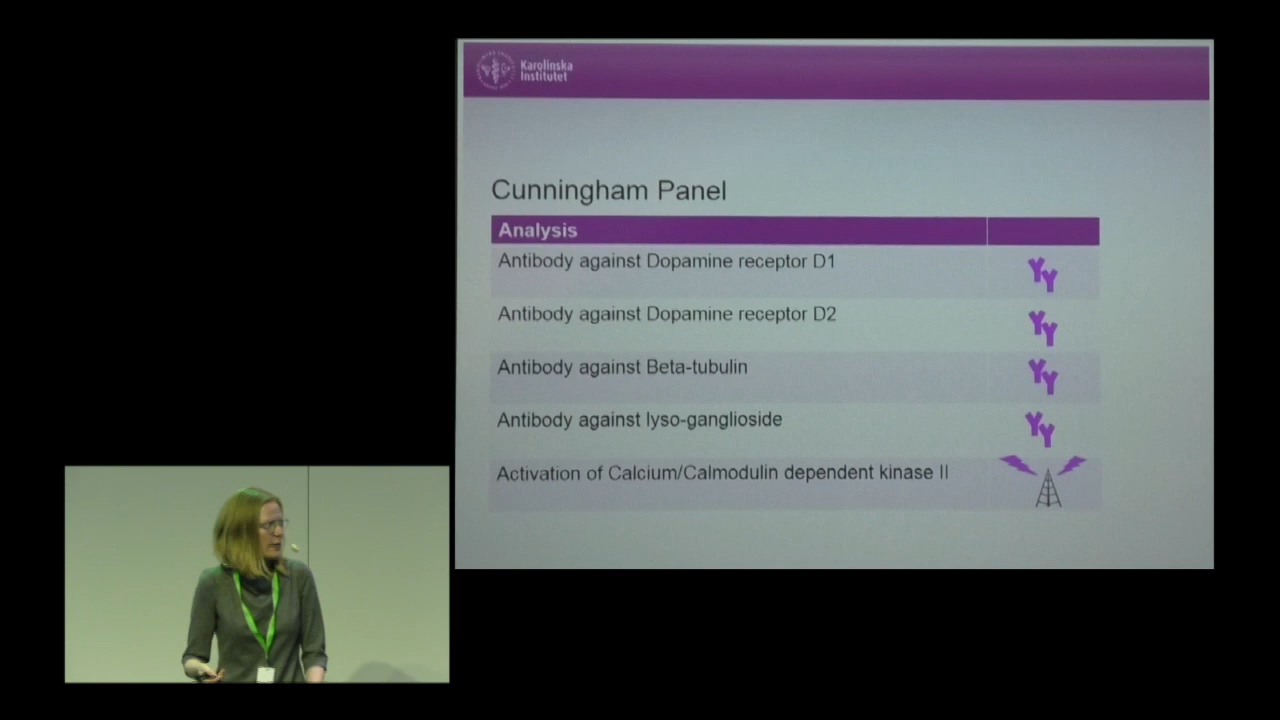 Karolinska
Institutet
Cunningham Panel
Analysis
Antibody against Dopamine receptor D1
Antibody against Dopamine receptor D2
Antibody against Beta-tubulin
Antibody against lyso-ganglioside
Activation of Calcium/Calmodulin dependent kinase II